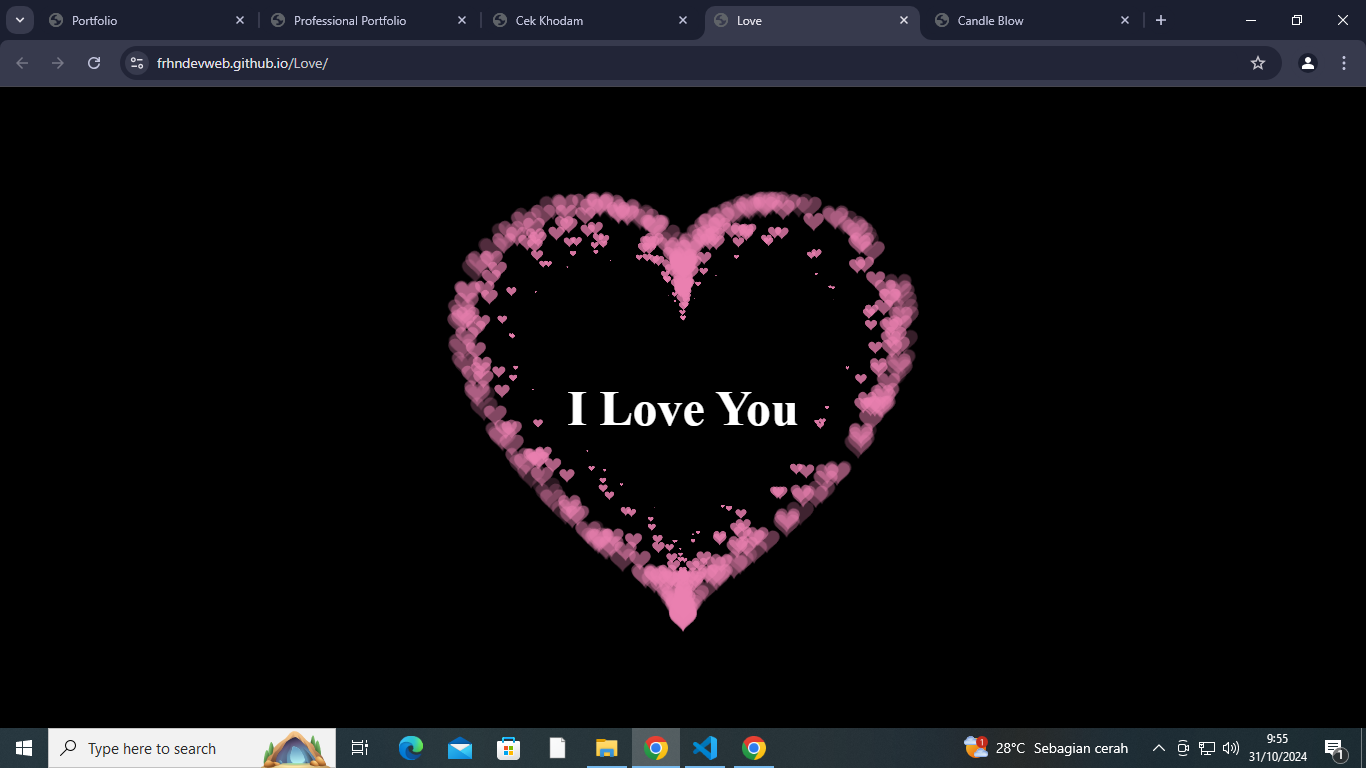 Portfolio
Professional Portfolio
Cek Khodam
Love
Candle Blow
frhndevweb.github.io/Love/
I Love You
Type here to search
1
28°C Sebagian cerah
9:55
31/10/2024
1